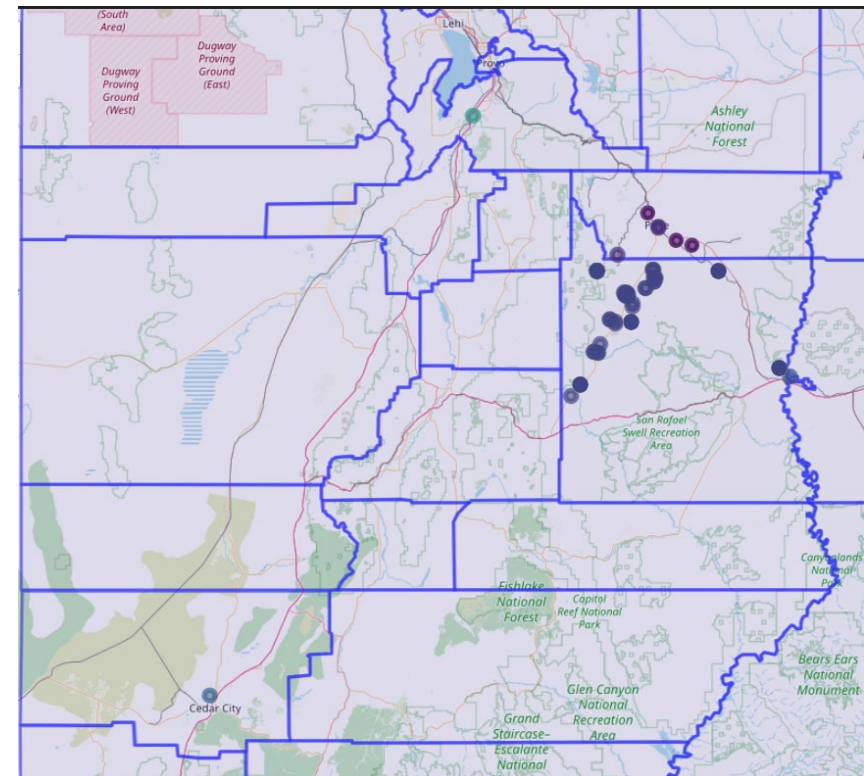 (South
Area)
Lehi
Dugway
Proving
Ground
(East)
Dugway
Proving
Ground
(West)
Provo
Ashley
National
Forest
San Rafael
Swell Recreation
Area
Canyonlands
National
Park
Fishlake
National
Forest
Capitol
Reef National
Park
Bears Ears
National
Monument
Glen Canyon
National
Recreation
Area
Cedar City
Grand
Staircase–
Escalante
National